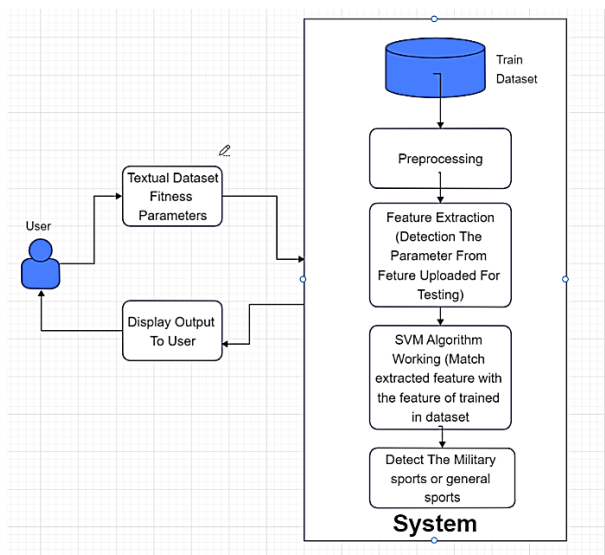 Train
Dataset
Preprocessing
Textual Dataset
Fitness
Parameters
User
Feature Extraction
(Detection The
Parameter From
Feture Uploaded For
Testing)
Display Output
To User
SVM Algorithm
Working (Match
extracted feature with
the feature of trained
in dataset
Detect The Military
sports or general
sports
System